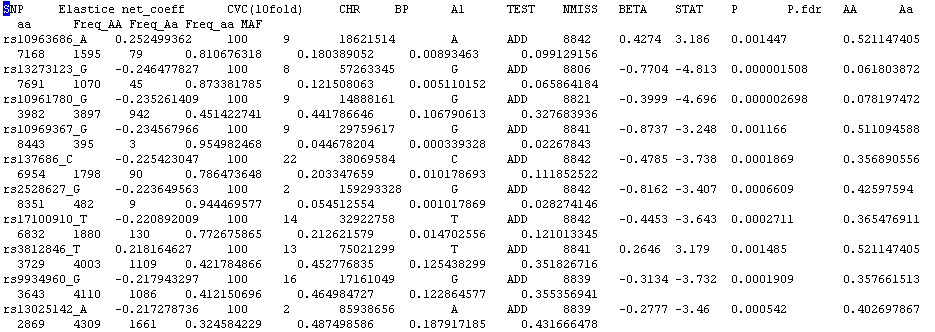 SNP Elastice net_coeff CVC(10fold) CHR BP A1 TEST NMISS BETA STAT P P.fdr AA Aa
aa Freq_AA Freq_Aa Freq_aa MAF
rs10963686_A 0.252499362 100 9 18621514 A ADD 8842 0.4274 3.186 0.001447 0.521147405
7168 1595 79 0.810676318 0.180389052 0.00893463 0.099129156
rs13273123_G -0.246477827 100 8 57263345 G ADD 8806 -0.7704 -4.813 0.000001508 0.061803872
7691 1070 45 0.873381785 0.121508063 0.005110152 0.065864184
rs10961780_G -0.235261409 100 9 14888161 G ADD 8821 -0.3999 -4.696 0.000002698 0.078197472
3982 3897 942 0.451422741 0.441786646 0.106790613 0.327683936
rs10969367_G -0.234567966 100 9 29759617 G ADD 8841 -0.8737 -3.248 0.001166 0.511094588
8443 395 3 0.954982468 0.044678204 0.000339328 0.02267843
rs137686_C -0.225423047 100 22 38069584 C ADD 8842 -0.4785 -3.738 0.0001869 0.356890556
6954 1798 90 0.786473648 0.203347659 0.010178693 0.111852522
rs2528627_G -0.223649563 100 2 159293328 G ADD 8842 -0.8162 -3.407 0.0006609 0.42597594
8351 482 9 0.944469577 0.054512554 0.001017869 0.028274146
rs17100910_T -0.220892009 100 14 32922758 T ADD 8842 -0.4453 -3.643 0.0002711 0.365476911
6832 1880 130 0.772675865 0.212621579 0.014702556 0.121013345
rs3812846_T 0.218164627 100 13 75021299 T ADD 8841 0.2646 3.179 0.001485 0.521147405
3729 4003 1109 0.421784866 0.452776835 0.125438299 0.351826716
rs9934960_G -0.217943297 100 16 17161049 G ADD 8839 -0.3134 -3.732 0.0001909 0.357661513
3643 4110 1086 0.412150696 0.464984727 0.122864577 0.355356941
rs13025142_A -0.217278736 100 2 85938656 A ADD 8839 -0.2777 -3.46 0.000542 0.402697867
2869 4309 1661 0.324584229 0.487498586 0.187917185 0.431666478